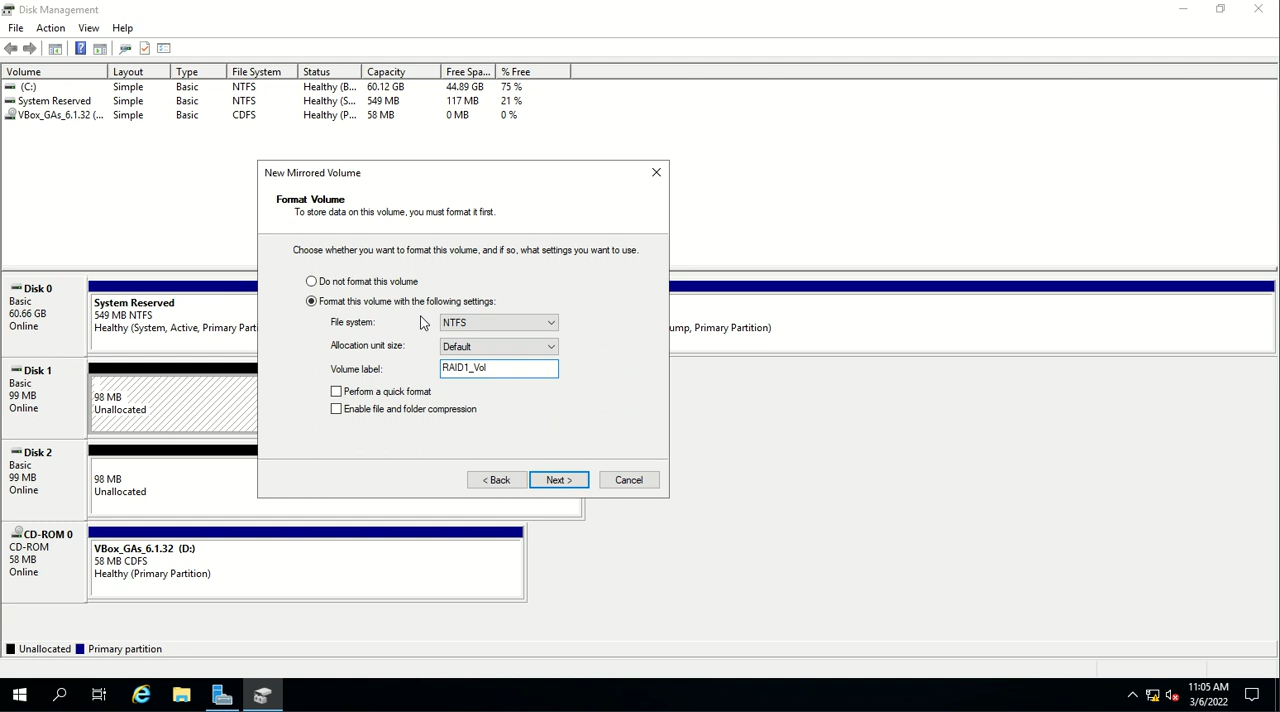 Disk Management
File Action View Help
Volume Layout Type File System Status Capacity Free Spa... % Free
(C:) Simple Basic NTFS Healthy (B... 60.12 GB 44.89 GB 75 %
System Reserved Simple Basic NTFS Healthy (S... 549 MB 117 MB 21 %
VBox_GAs_6.1.32 (... Simple Basic CDFS Healthy (P... 58 MB 0 MB 0 %
New Mirrored Volume
Format Volume
To store data on this volume, you must format it first.
Choose whether you want to format this volume, and if so, what settings you want to use.
Do not format this volume
Format this volume with the following settings:
File system: NTFS
Allocation unit size: Default
Volume label: RAID1_Vol
Perform a quick format
Enable file and folder compression
< Back Next > Cancel
Disk 0
Basic
60.66 GB
Online
System Reserved
549 MB NTFS
Healthy (System, Active, Primary Parti
ump, Primary Partition)
Disk 1
Basic
99 MB
Online
98 MB
Unallocated
Disk 2
Basic
99 MB
Online
98 MB
Unallocated
CD-ROM 0
CD-ROM
58 MB
Online
VBox_GAs_6.1.32 (D:)
58 MB CDFS
Healthy (Primary Partition)
Unallocated Primary partition
11:05 AM
3/6/2022